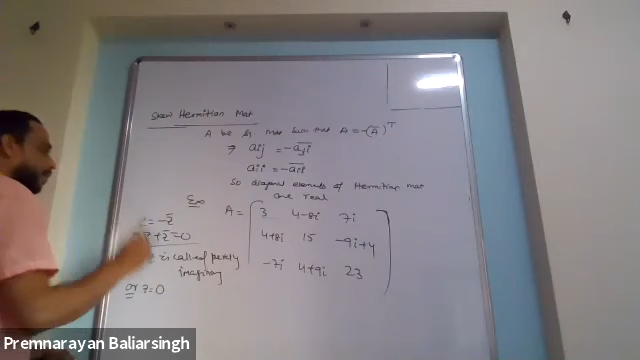 Skew Hermitian Mat
A be Sq Mat such that A = -(A̅)ᵀ
⇒ aij = -a̅j̅i̅
aii = -a̅i̅i̅
So diagonal elements of Hermitian mat
are real
Ex
A = ( 3 4-8i 7i
4+8i 15 -9i+4
-7i 4+9i 23 )
z = -z̅
z + z̅ = 0
z is called purely
imaginary
or z = 0
Premnarayan Baliarsingh